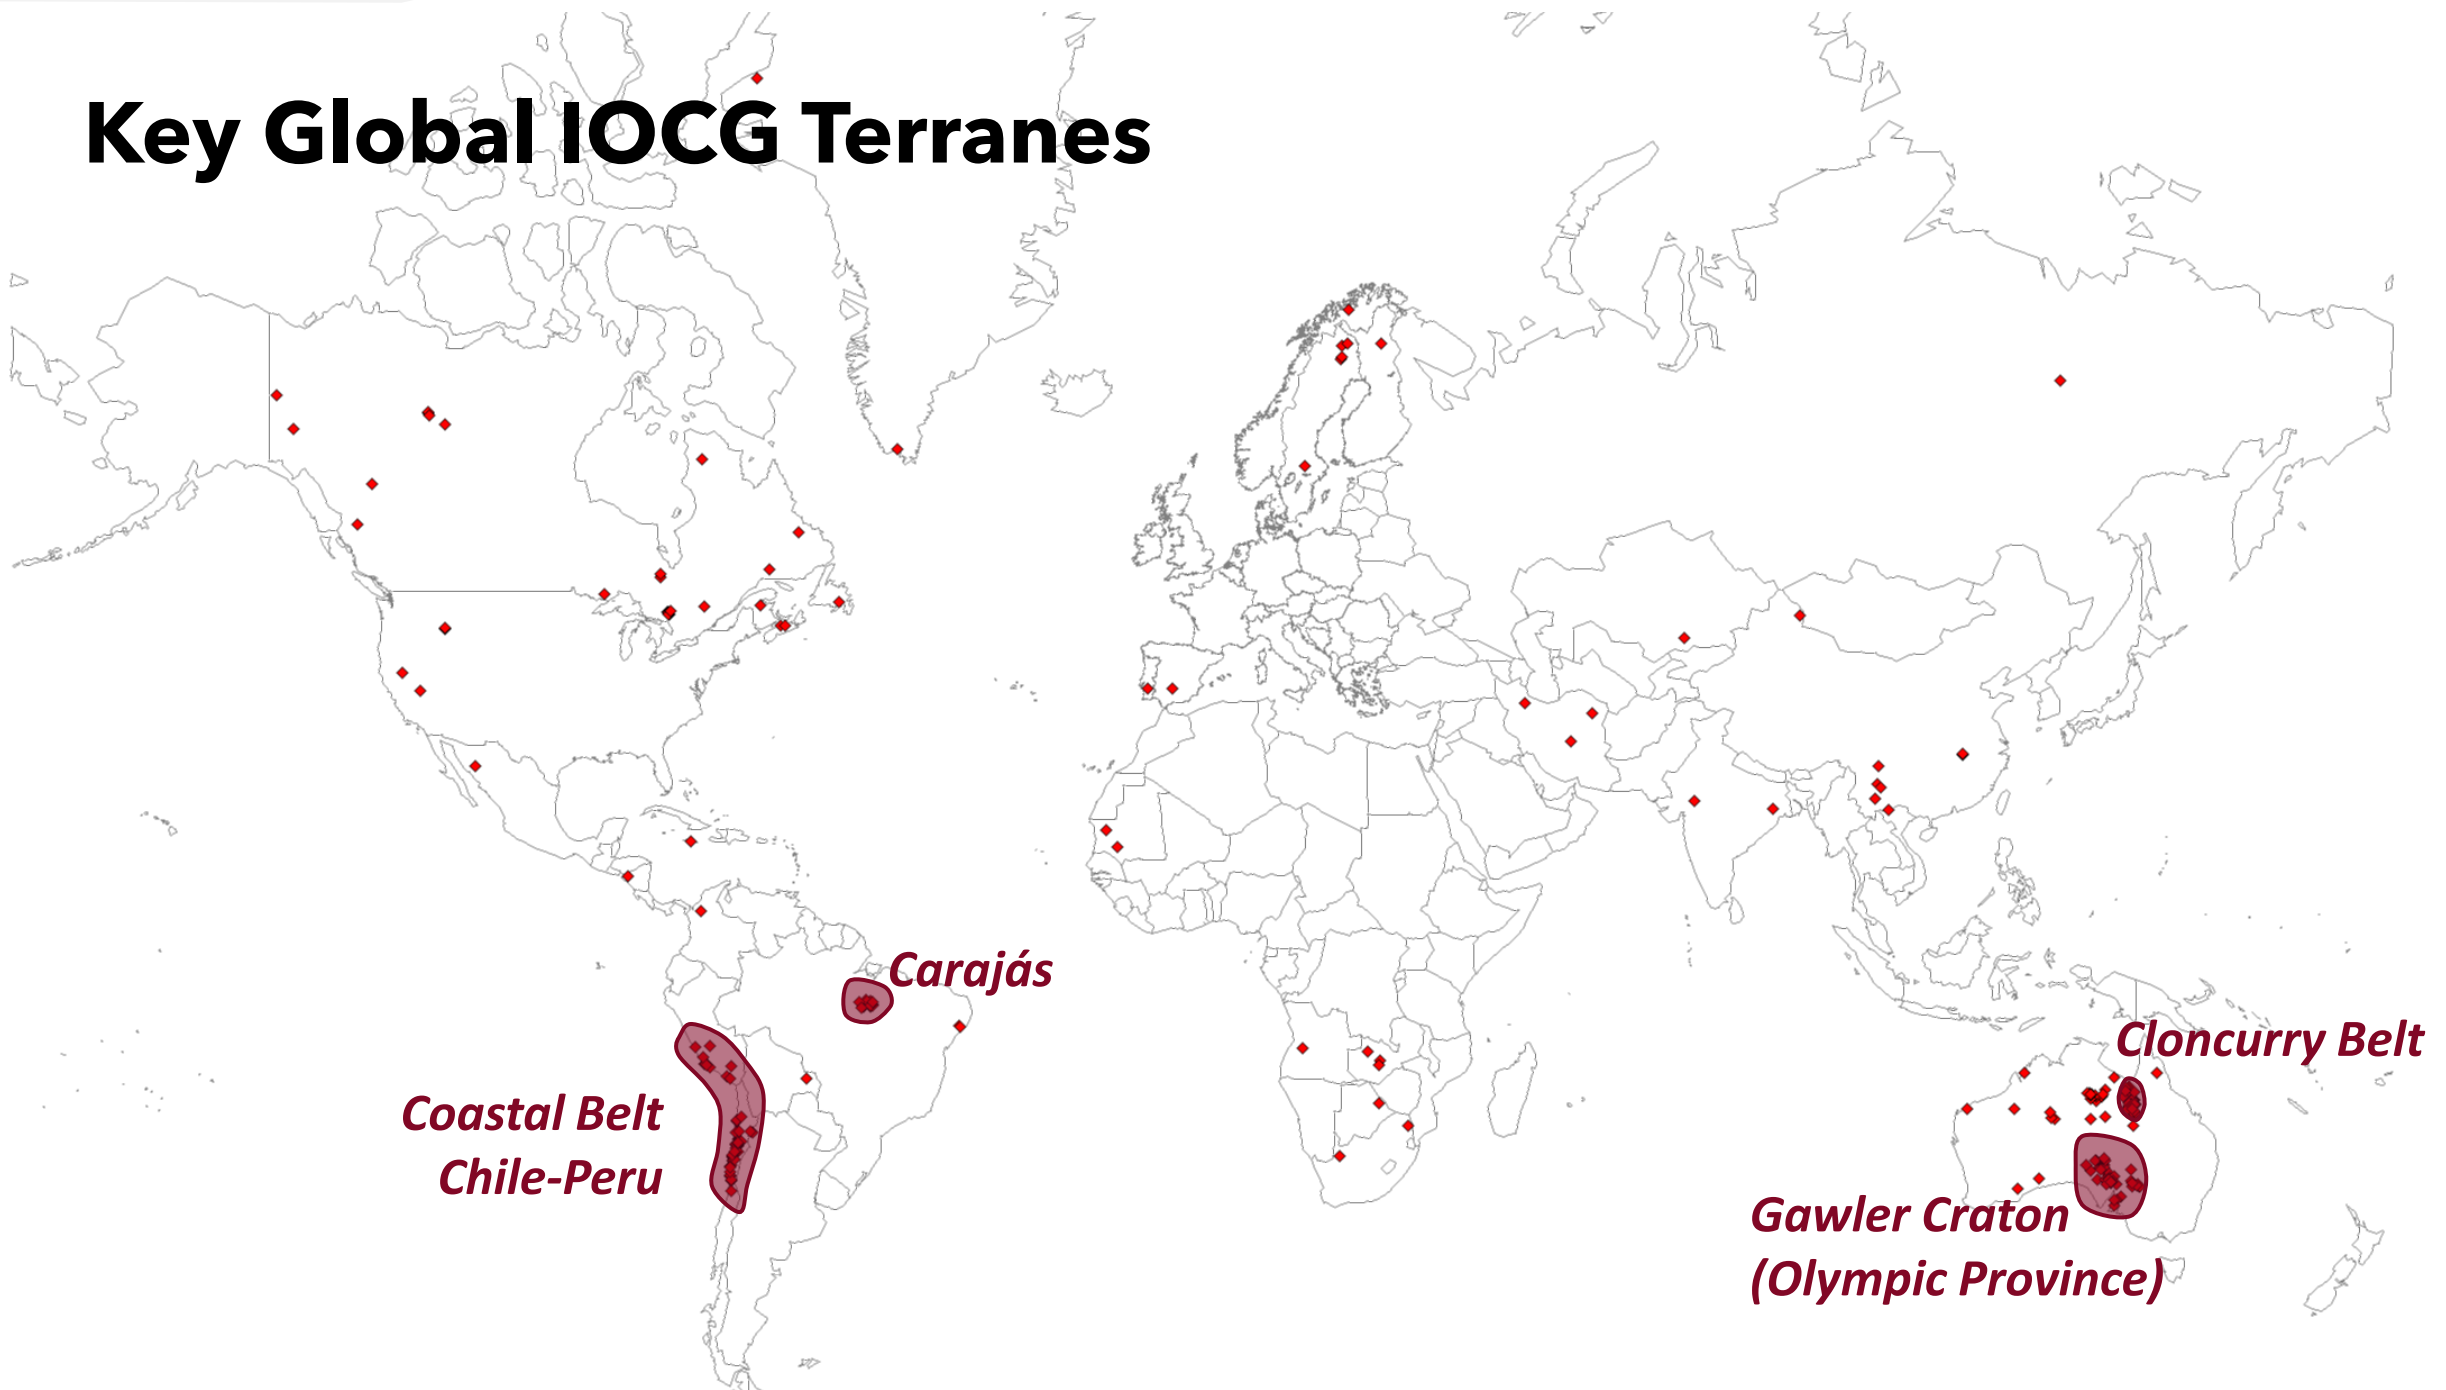 Key Global IOCG Terranes
Carajás
Cloncurry Belt
Coastal Belt
Chile-Peru
Gawler Craton
(Olympic Province)